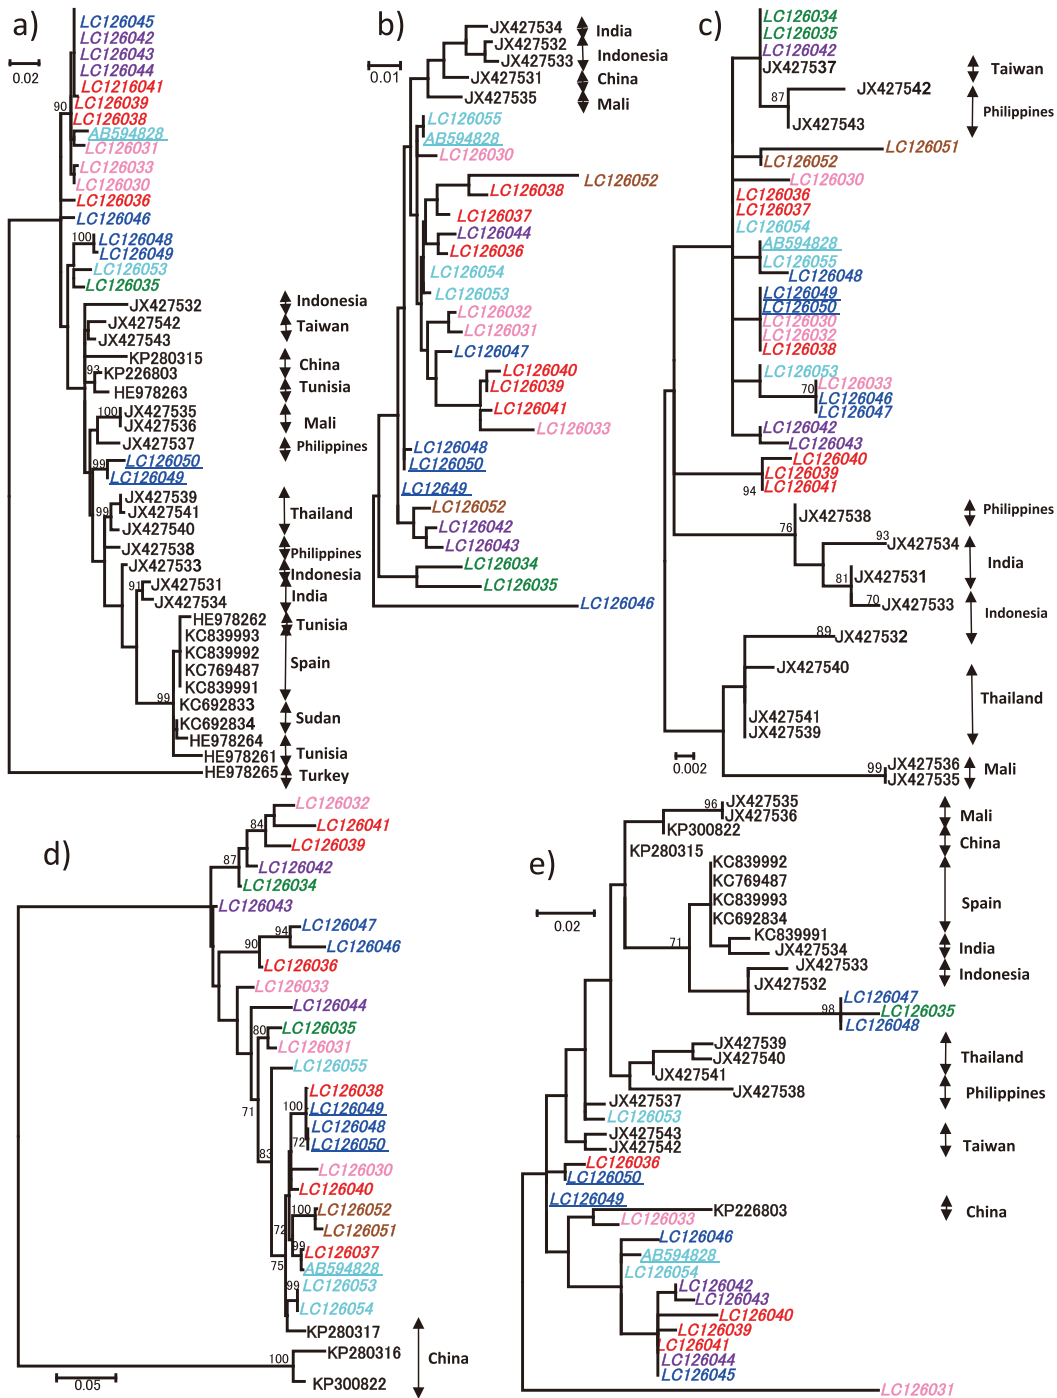 a)
0.02
LC126045
LC126042
LC126043
LC126044
LC1216041
LC126039
90
LC126038
AB594828
LC126031
LC126033
LC126030
LC126036
LC126046
100
LC126048
LC126049
LC126053
LC126035
JX427532
Indonesia
JX427542
Taiwan
JX427543
KP280315
China
93
KP226803
HE978263
Tunisia
JX427535
100
JX427536
Mali
JX427537
Philippines
99
LC126050
LC126049
JX427539
99
JX427541
Thailand
JX427540
JX427538
Philippines
JX427533
Indonesia
91
JX427531
India
JX427534
HE978262
Tunisia
KC839993
KC839992
Spain
KC769487
KC839991
99
KC692833
Sudan
KC692834
HE978264
HE978261
Tunisia
HE978265
Turkey
b)
0.01
JX427534
India
JX427532
Indonesia
JX427533
JX427531
China
JX427535
Mali
LC126055
AB594828
LC126030
LC126052
LC126038
LC126037
LC126044
LC126036
LC126054
LC126053
LC126032
LC126031
LC126047
LC126040
LC126039
LC126041
LC126033
LC126048
LC126050
LC12649
LC126052
LC126042
LC126043
LC126034
LC126035
LC126046
c)
LC126034
LC126035
LC126042
JX427537
Taiwan
87
JX427542
Philippines
JX427543
LC126051
LC126052
LC126030
LC126036
LC126037
LC126054
AB594828
LC126055
LC126048
LC126049
LC126050
LC126030
LC126032
LC126038
LC126053
70
LC126033
LC126046
LC126047
LC126042
LC126043
LC126040
LC126039
94
LC126041
76
JX427538
Philippines
93
JX427534
India
81
JX427531
70
JX427533
Indonesia
89
JX427532
JX427540
Thailand
JX427541
JX427539
0.002
99
JX427536
Mali
JX427535
d)
LC126032
84
LC126041
LC126039
87
LC126042
LC126034
LC126043
94
LC126047
90
LC126046
LC126036
LC126033
LC126044
80
LC126035
LC126031
LC126055
71
LC126038
100
LC126049
LC126048
72
LC126050
83
LC126030
LC126040
100
LC126052
LC126051
72
99
LC126037
75
AB594828
99
LC126053
LC126054
KP280317
China
100
KP280316
KP300822
0.05
e)
0.02
96
JX427535
JX427536
Mali
KP300822
China
KP280315
KC839992
KC769487
KC839993
Spain
KC692834
71
KC839991
JX427534
India
JX427533
Indonesia
JX427532
98
LC126047
LC126035
LC126048
JX427539
JX427540
Thailand
JX427541
JX427538
Philippines
JX427537
LC126053
JX427543
Taiwan
JX427542
LC126036
LC126050
LC126049
KP226803
China
LC126033
LC126046
AB594828
LC126054
LC126042
LC126043
LC126040
LC126039
LC126041
LC126044
LC126045
LC126031